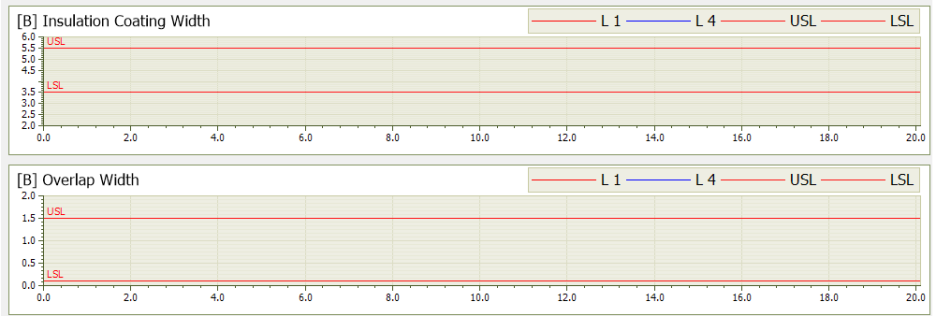 [B] Insulation Coating Width
L 1 L 4 USL LSL
6.0
USL
5.5
5.0
4.5
LSL
3.5
3.0
2.5
2.0
0.0 2.0 4.0 6.0 8.0 10.0 12.0 14.0 16.0 18.0 20.0
[B] Overlap Width
L 1 L 4 USL LSL
2.0
USL
1.5
1.0
0.5
LSL
0.0
0.0 2.0 4.0 6.0 8.0 10.0 12.0 14.0 16.0 18.0 20.0